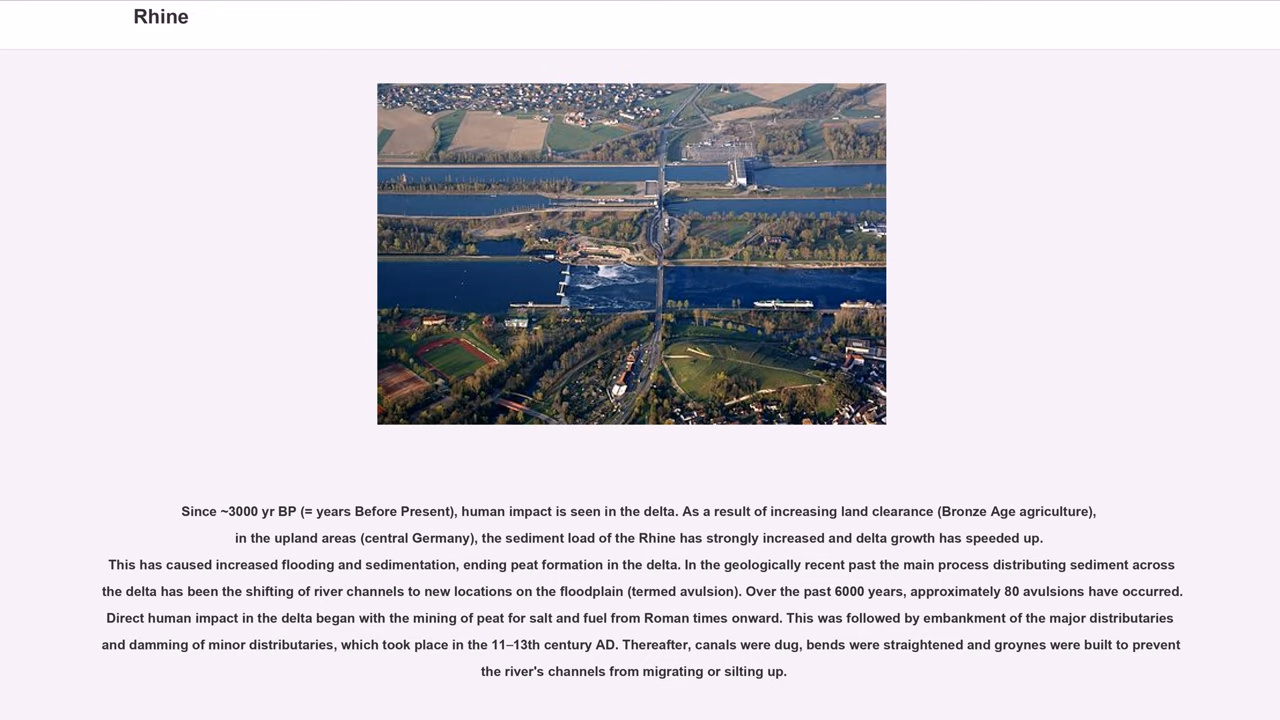 Rhine
Since ~3000 yr BP (= years Before Present), human impact is seen in the delta. As a result of increasing land clearance (Bronze Age agriculture),
in the upland areas (central Germany), the sediment load of the Rhine has strongly increased and delta growth has speeded up.
This has caused increased flooding and sedimentation, ending peat formation in the delta. In the geologically recent past the main process distributing sediment across
the delta has been the shifting of river channels to new locations on the floodplain (termed avulsion). Over the past 6000 years, approximately 80 avulsions have occurred.
Direct human impact in the delta began with the mining of peat for salt and fuel from Roman times onward. This was followed by embankment of the major distributaries
and damming of minor distributaries, which took place in the 11–13th century AD. Thereafter, canals were dug, bends were straightened and groynes were built to prevent
the river's channels from migrating or silting up.